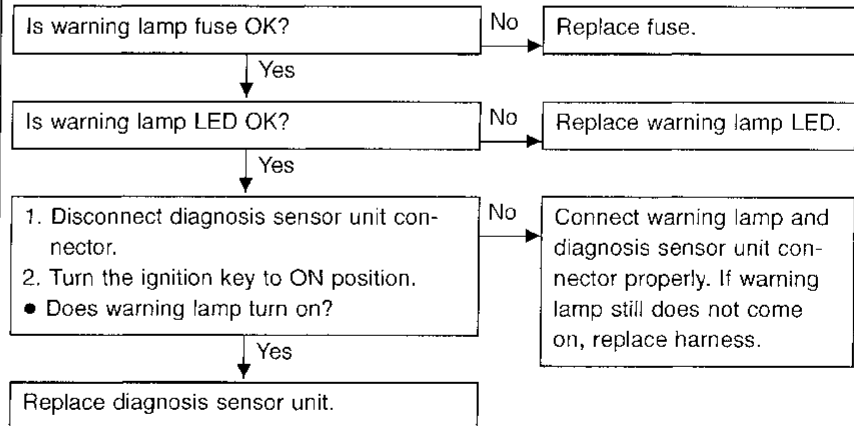 Is warning lamp fuse OK?
No
Replace fuse.
Yes
Is warning lamp LED OK?
No
Replace warning lamp LED.
Yes
1. Disconnect diagnosis sensor unit con-
nector.
2. Turn the ignition key to ON position.
● Does warning lamp turn on?
No
Connect warning lamp and
diagnosis sensor unit con-
nector properly. If warning
lamp still does not come
on, replace harness.
Yes
Replace diagnosis sensor unit.